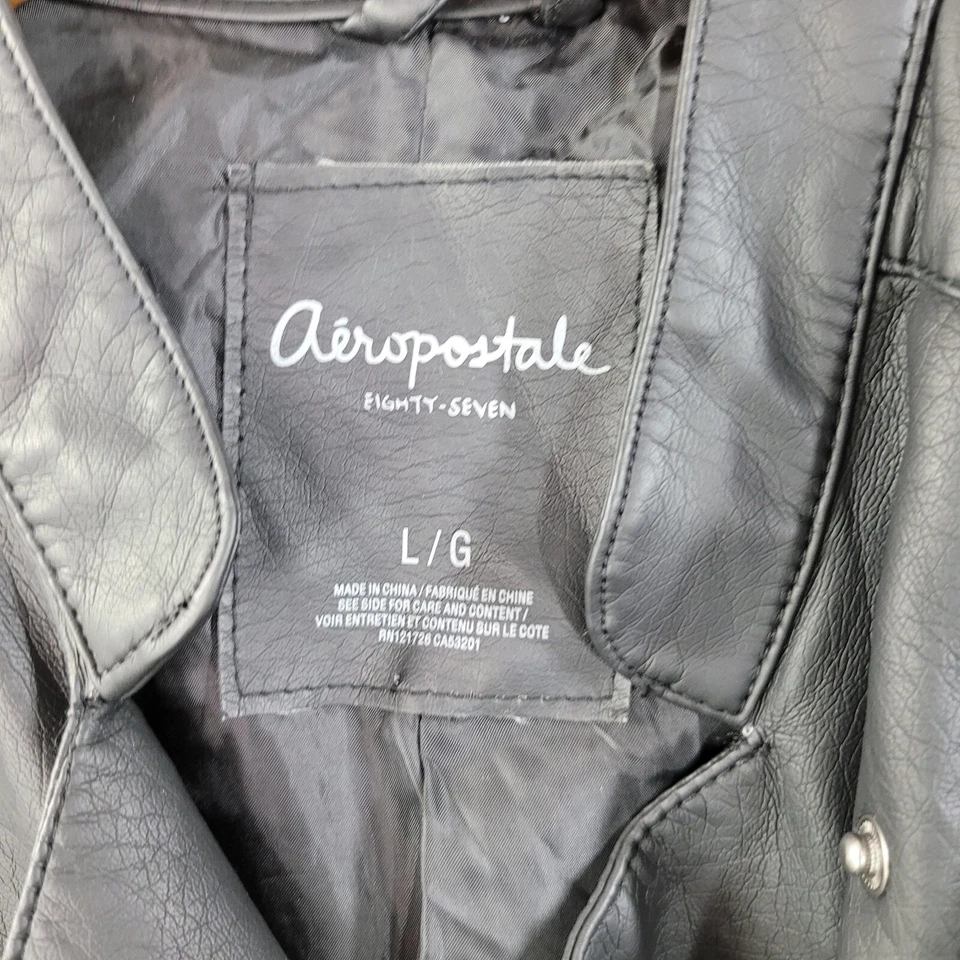 aéropostale
EIGHTY-SEVEN
L/G
MADE IN CHINA / FABRIQUÉ EN CHINE
SEE SIDE FOR CARE AND CONTENT /
VOIR ENTRETIEN ET CONTENU SUR LE COTE
RN121726 CA53201